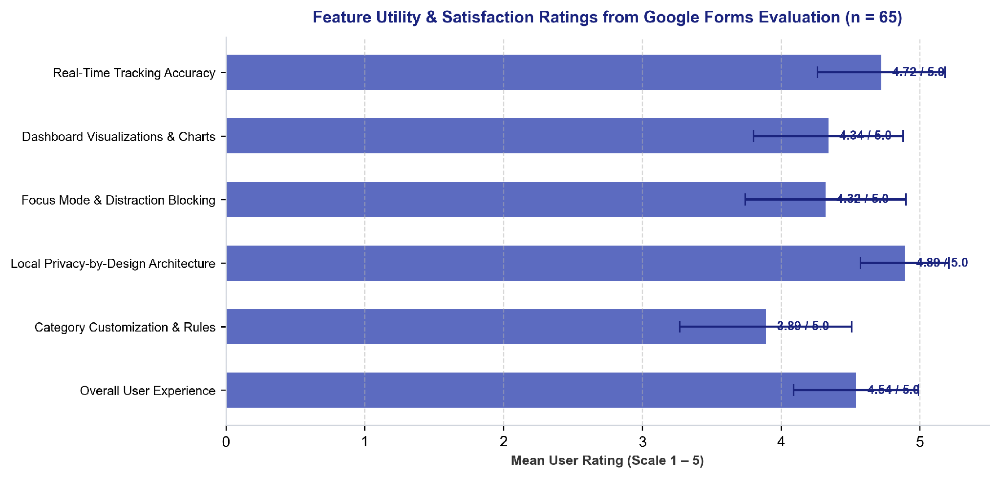 Feature Utility & Satisfaction Ratings from Google Forms Evaluation (n = 65)
Real-Time Tracking Accuracy
4.72 / 5.0
Dashboard Visualizations & Charts
4.34 / 5.0
Focus Mode & Distraction Blocking
4.32 / 5.0
Local Privacy-by-Design Architecture
4.89 / 5.0
Category Customization & Rules
3.89 / 5.0
Overall User Experience
4.54 / 5.0
0 1 2 3 4 5
Mean User Rating (Scale 1 – 5)